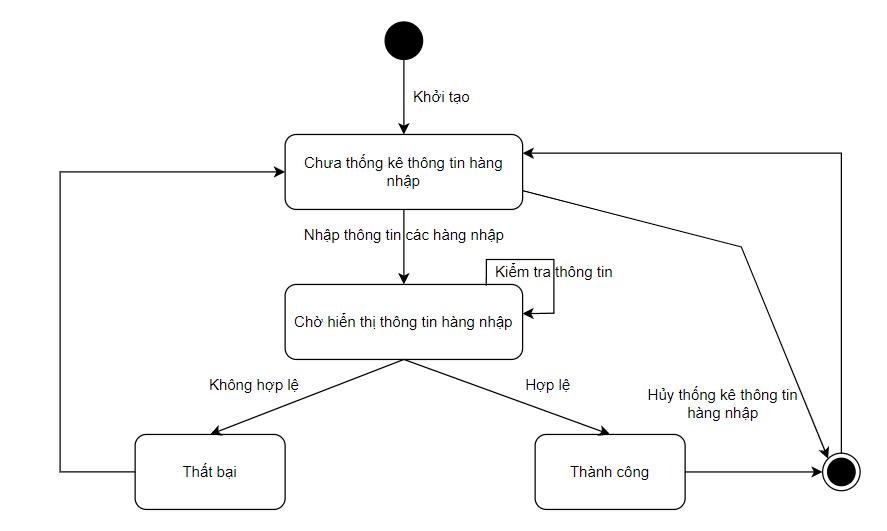 Khởi tạo
Chưa thống kê thông tin hàng
nhập
Nhập thông tin các hàng nhập
Kiểm tra thông tin
Chờ hiển thị thông tin hàng nhập
Không hợp lệ
Hợp lệ
Hủy thống kê thông tin
hàng nhập
Thất bại
Thành công